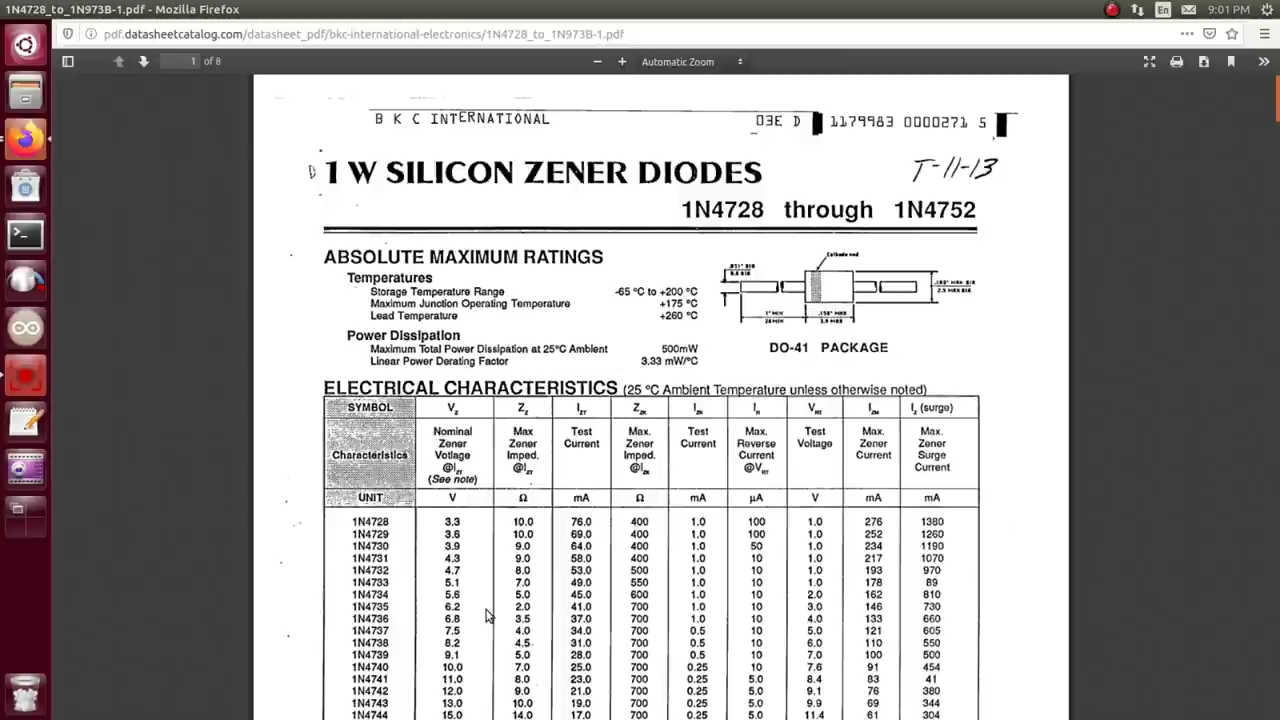 1N4728_to_1N973B-1.pdf - Mozilla Firefox
En 9:01 PM
pdf.datasheetcatalog.com/datasheet_pdf/bkc-international-electronics/1N4728_to_1N973B-1.pdf
1 of 8 Automatic Zoom
B K C INTERNATIONAL 03E D 1179983 0000271 5
1 W SILICON ZENER DIODES T-11-13
1N4728 through 1N4752
ABSOLUTE MAXIMUM RATINGS
Temperatures
Storage Temperature Range -65 °C to +200 °C
Maximum Junction Operating Temperature +175 °C
Lead Temperature +260 °C
Power Dissipation
Maximum Total Power Dissipation at 25°C Ambient 500mW
Linear Power Derating Factor 3.33 mW/°C
DO-41 PACKAGE
ELECTRICAL CHARACTERISTICS (25 °C Ambient Temperature unless otherwise noted)
SYMBOL VZ ZZ IZT ZZK IZK IR VRT IZM IZ (surge)
Characteristics Nominal Zener Voltage @IZT (See note) Max Zener Imped. @IZT Test Current Max. Zener Imped. @IZK Test Current Max. Reverse Current @VRT Test Voltage Max. Zener Current Max. Zener Surge Current
UNIT V Ω mA Ω mA μA V mA mA
1N4728 3.3 10.0 76.0 400 1.0 100 1.0 276 1380
1N4729 3.6 10.0 69.0 400 1.0 100 1.0 252 1260
1N4730 3.9 9.0 64.0 400 1.0 50 1.0 234 1190
1N4731 4.3 9.0 58.0 400 1.0 10 1.0 217 1070
1N4732 4.7 8.0 53.0 500 1.0 10 1.0 193 970
1N4733 5.1 7.0 49.0 550 1.0 10 1.0 178 89
1N4734 5.6 5.0 45.0 600 1.0 10 2.0 162 810
1N4735 6.2 2.0 41.0 700 1.0 10 3.0 146 730
1N4736 6.8 3.5 37.0 700 1.0 10 4.0 133 660
1N4737 7.5 4.0 34.0 700 0.5 10 5.0 121 605
1N4738 8.2 4.5 31.0 700 0.5 10 6.0 110 550
1N4739 9.1 5.0 28.0 700 0.5 10 7.0 100 500
1N4740 10.0 7.0 25.0 700 0.25 10 7.6 91 454
1N4741 11.0 8.0 23.0 700 0.25 5.0 8.4 83 41
1N4742 12.0 9.0 21.0 700 0.25 5.0 9.1 76 380
1N4743 13.0 10.0 19.0 700 0.25 5.0 9.9 69 344
1N4744 15.0 14.0 17.0 700 0.25 5.0 11.4 61 304